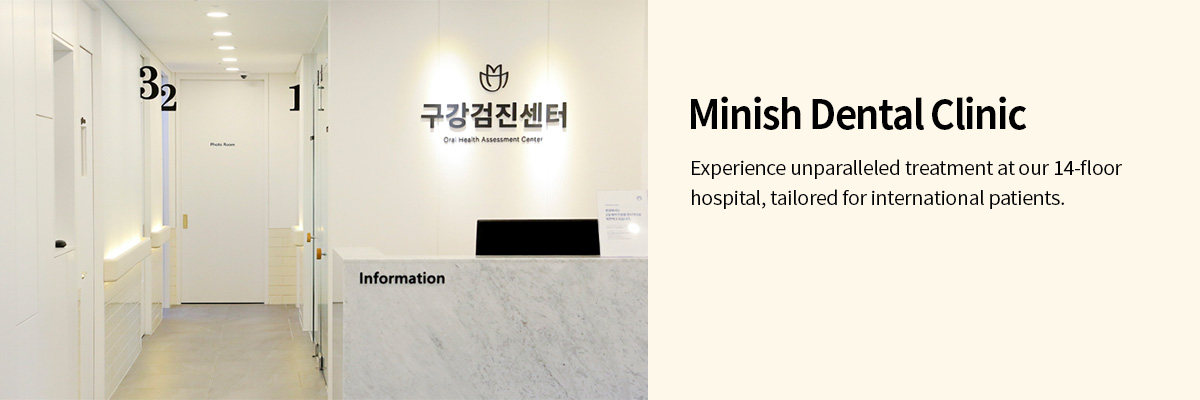 3
2
1
Photo Room
구강검진센터
Oral Health Assessment Center
Information
Minish Dental Clinic
Experience unparalleled treatment at our 14-floor
hospital, tailored for international patients.